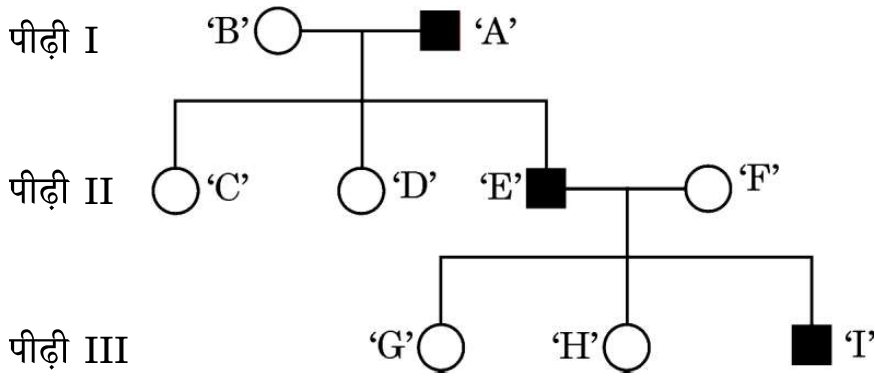 पीढ़ी I 'B' 'A'
पीढ़ी II 'C' 'D' 'E' 'F'
पीढ़ी III 'G' 'H' 'I'